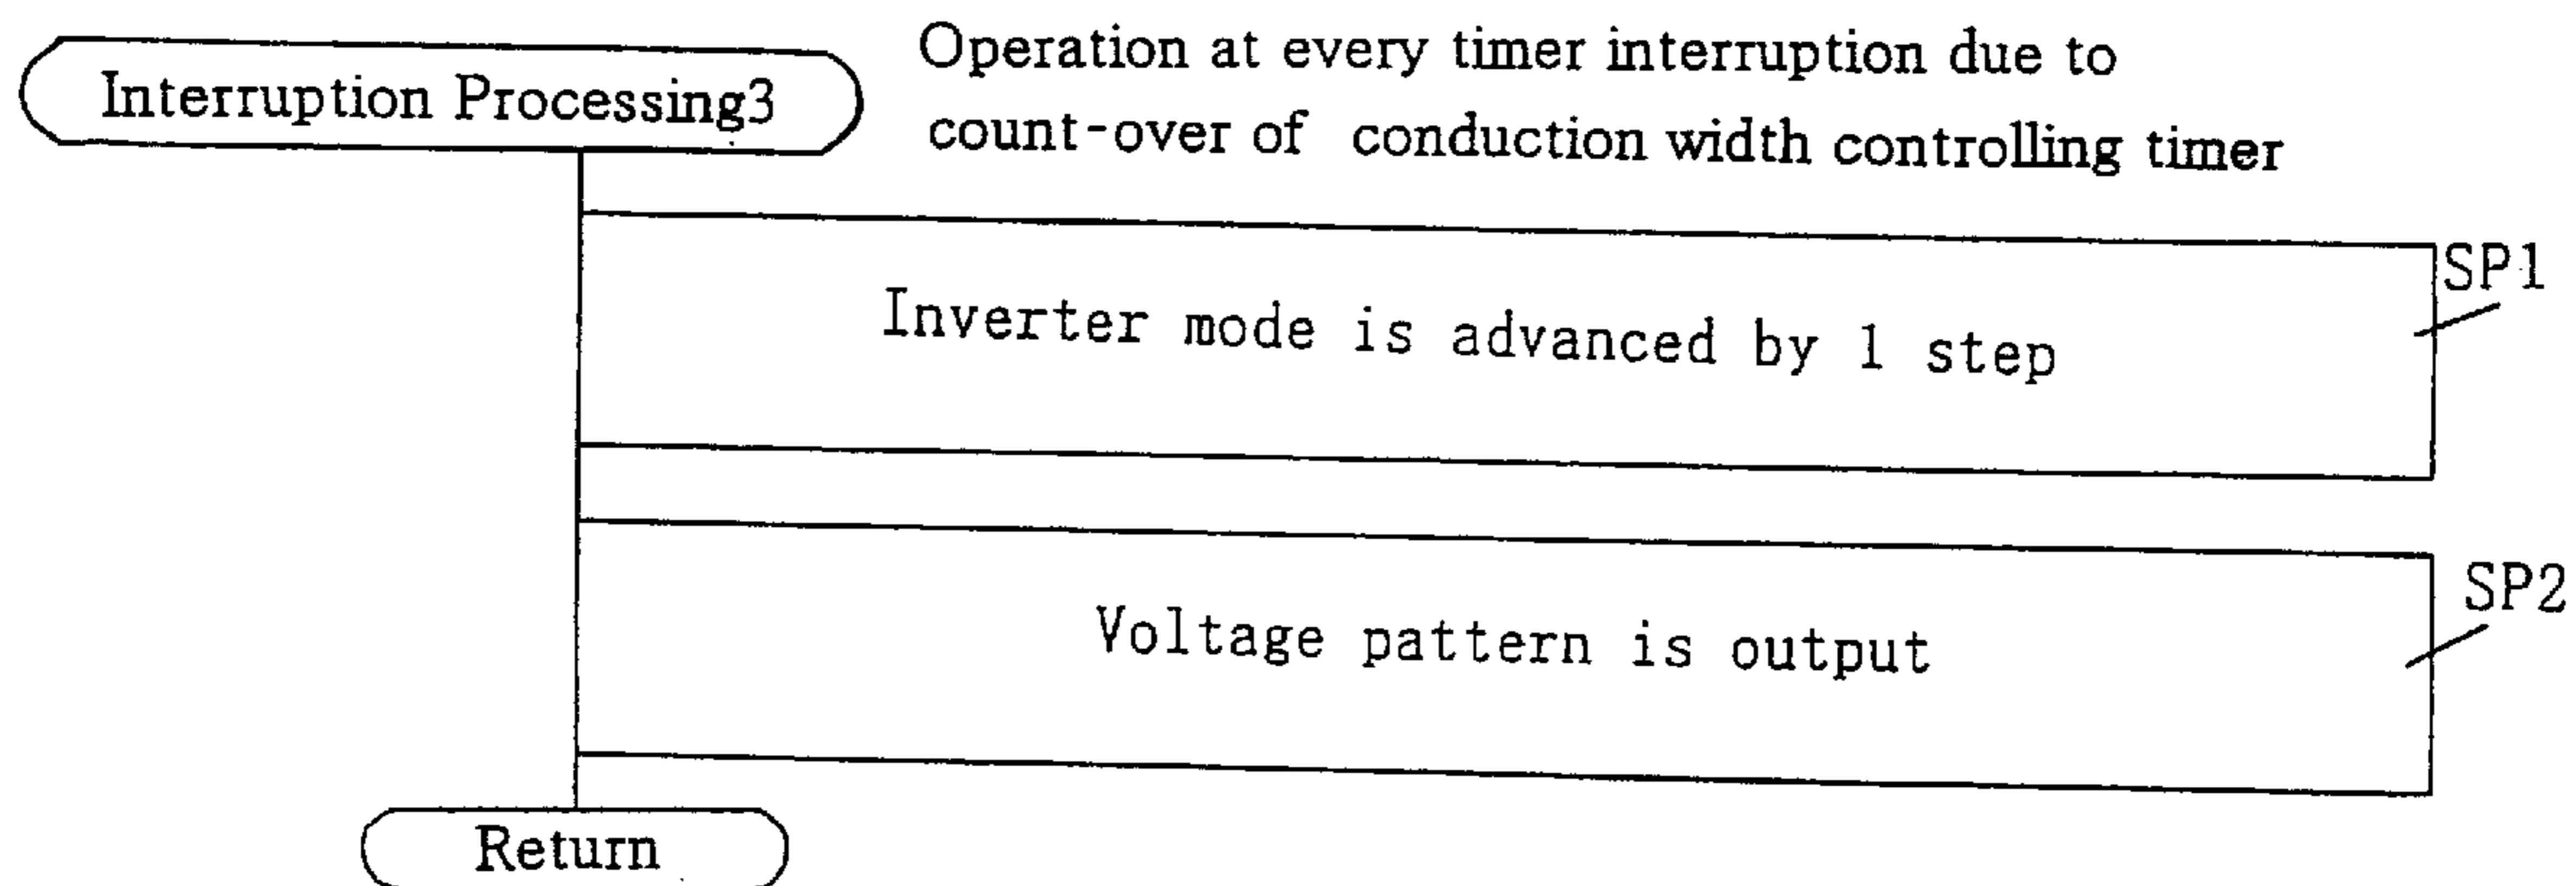 Interruption Processing3
Operation at every timer interruption due to
count-over of conduction width controlling timer
SP1
Inverter mode is advanced by 1 step
SP2
Voltage pattern is output
Return